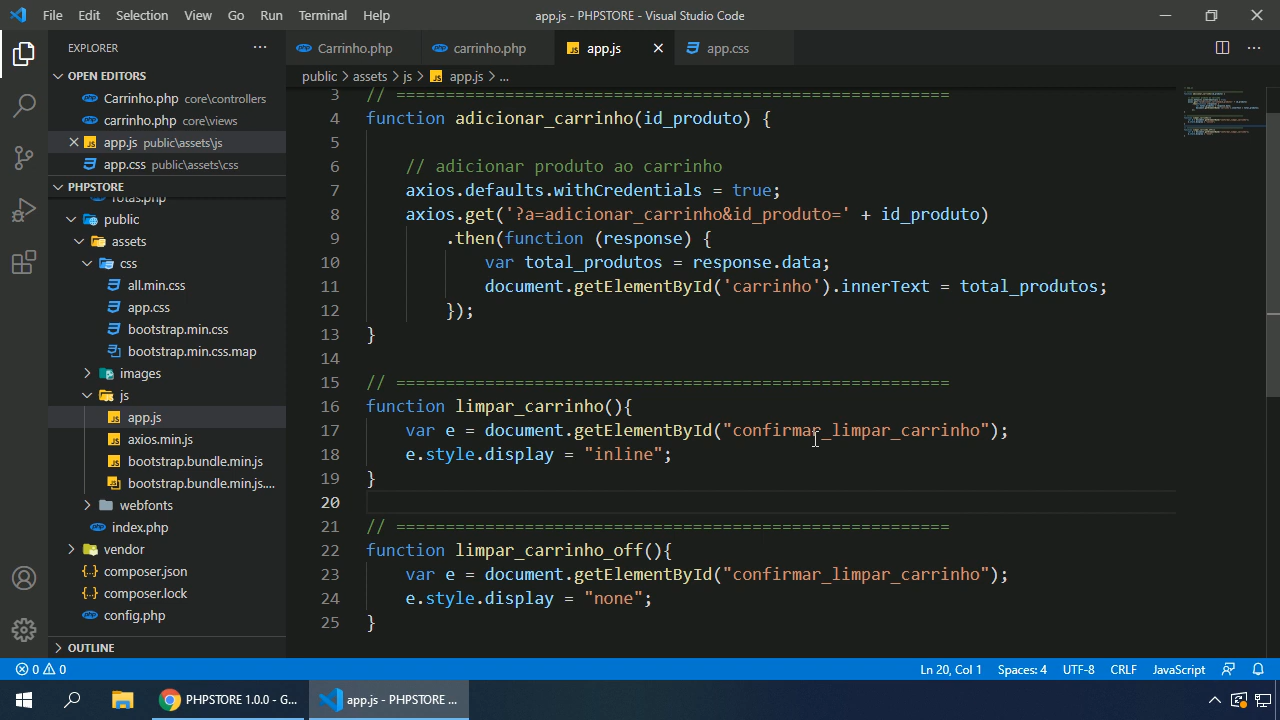 File Edit Selection View Go Run Terminal Help
app.js - PHPSTORE - Visual Studio Code
EXPLORER
OPEN EDITORS
Carrinho.php core\controllers
carrinho.php core\views
app.js public\assets\js
app.css public\assets\css
PHPSTORE
rotas.php
public
assets
css
all.min.css
app.css
bootstrap.min.css
bootstrap.min.css.map
images
js
app.js
axios.min.js
bootstrap.bundle.min.js
bootstrap.bundle.min.js....
webfonts
index.php
vendor
composer.json
composer.lock
config.php
OUTLINE
Carrinho.php carrinho.php app.js app.css
public > assets > js > app.js > ...
3 // ========================================================
4 function adicionar_carrinho(id_produto) {
5
6 // adicionar produto ao carrinho
7 axios.defaults.withCredentials = true;
8 axios.get('?a=adicionar_carrinho&id_produto=' + id_produto)
9 .then(function (response) {
10 var total_produtos = response.data;
11 document.getElementById('carrinho').innerText = total_produtos;
12 });
13 }
14
15 // ========================================================
16 function limpar_carrinho(){
17 var e = document.getElementById("confirmar_limpar_carrinho");
18 e.style.display = "inline";
19 }
20
21 // ========================================================
22 function limpar_carrinho_off(){
23 var e = document.getElementById("confirmar_limpar_carrinho");
24 e.style.display = "none";
25 }
0 0
Ln 20, Col 1 Spaces: 4 UTF-8 CRLF JavaScript
PHPSTORE 1.0.0 - G...
app.js - PHPSTORE ...